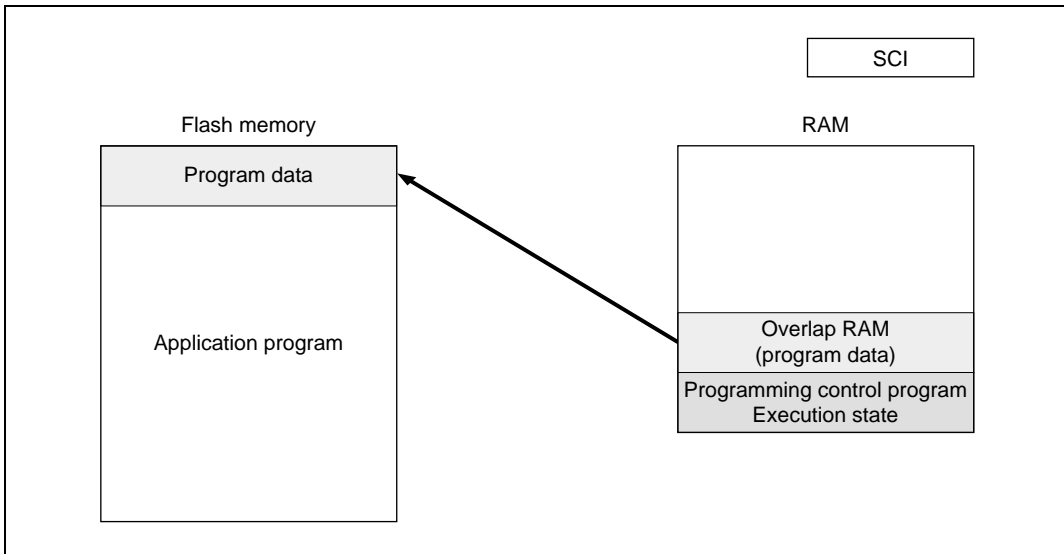 SCI
Flash memory
RAM
Program data
Application program
Overlap RAM
(program data)
Programming control program
Execution state